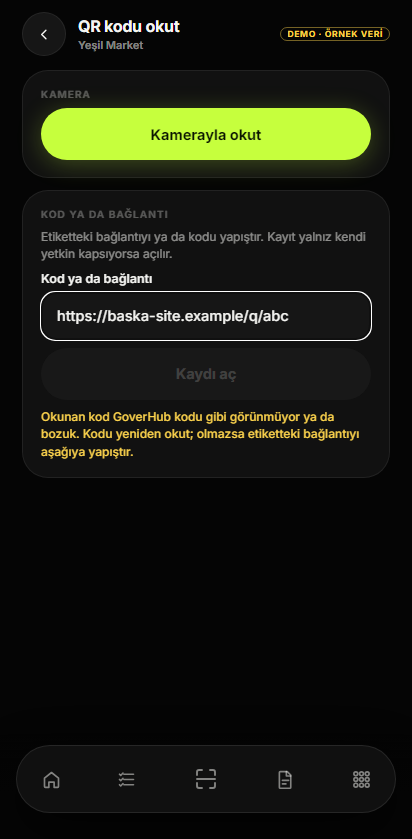 QR kodu okut
Yeşil Market
DEMO · ÖRNEK VERİ
KAMERA
Kamerayla okut
KOD YA DA BAĞLANTI
Etiketteki bağlantıyı ya da kodu yapıştır. Kayıt yalnız kendi
yetkin kapsıyorsa açılır.
Kod ya da bağlantı
https://baska-site.example/q/abc
Kaydı aç
Okunan kod GoverHub kodu gibi görünmüyor ya da
bozuk. Kodu yeniden okut; olmazsa etiketteki bağlantıyı
aşağıya yapıştır.